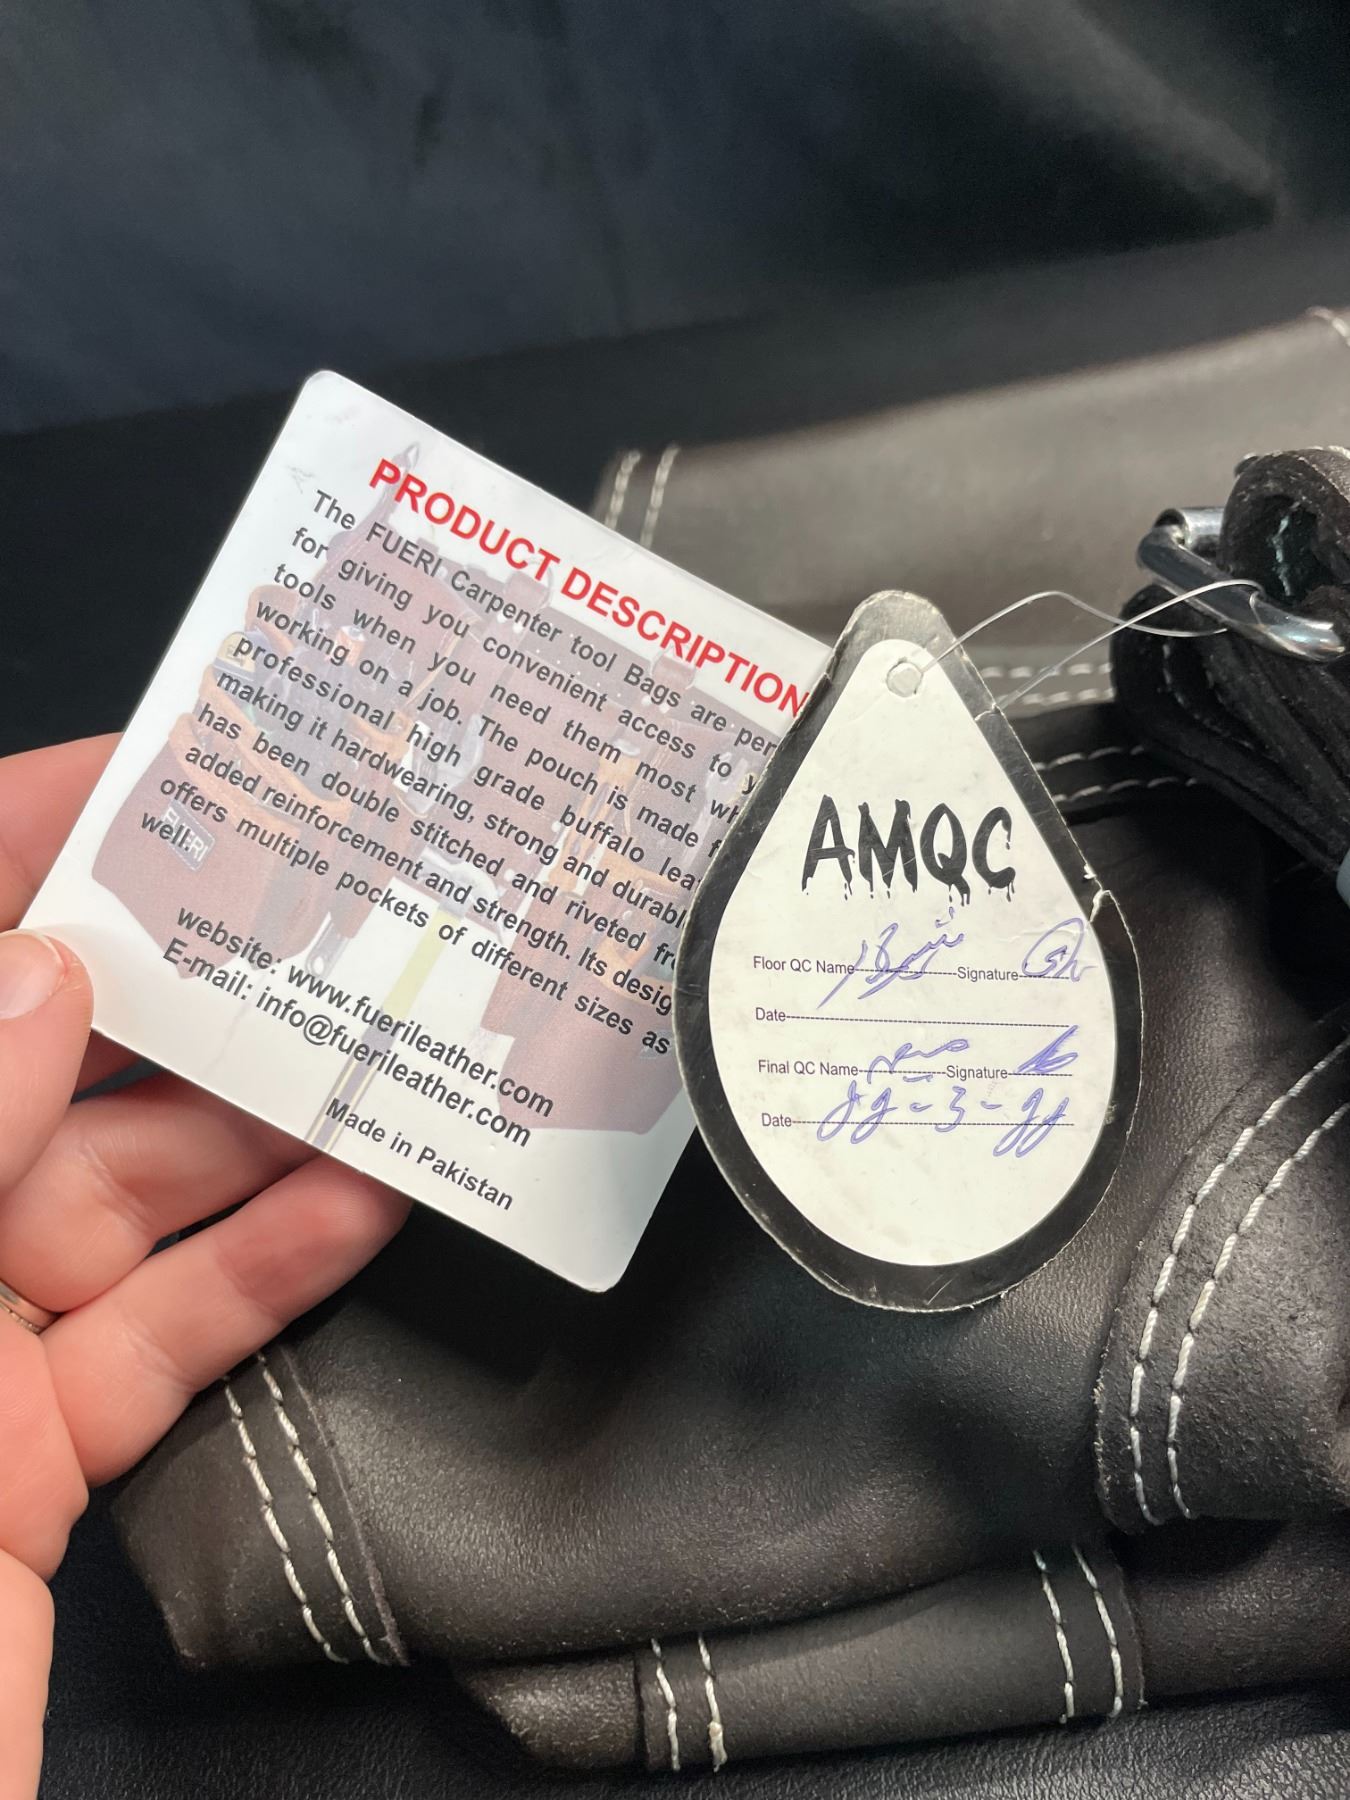 PRODUCT DESCRIPTION
The FUERI Carpenter tool Bags are per
for giving you convenient access to y
tools when you need them most wh
working on a job. The pouch is made f
professional high grade buffalo lea
making it hardwearing, strong and durabl
has been double stitched and riveted fr
added reinforcement and strength. Its desig
offers multiple pockets of different sizes as
well.
FUERI
website: www.fuerileather.com
E-mail: info@fuerileather.com
Made in Pakistan
AMQC
Floor QC Name Signature
Date
Final QC Name Signature
Date